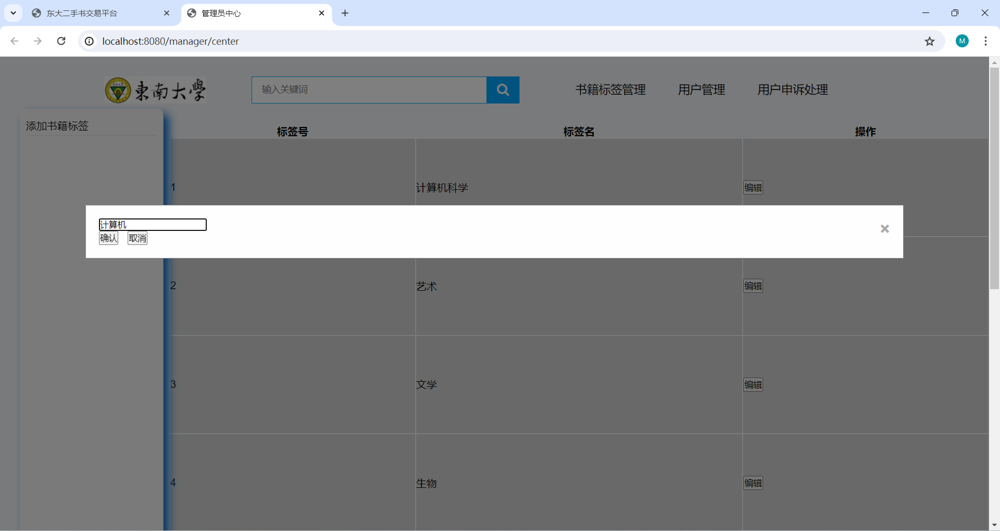 东大二手书交易平台
管理员中心
localhost:8080/manager/center
M
東南大學
输入关键词
书籍标签管理
用户管理
用户申诉处理
添加书籍标签
标签号 标签名 操作
1 计算机科学 编辑
计算机
确认 取消
2 艺术 编辑
3 文学 编辑
4 生物 编辑